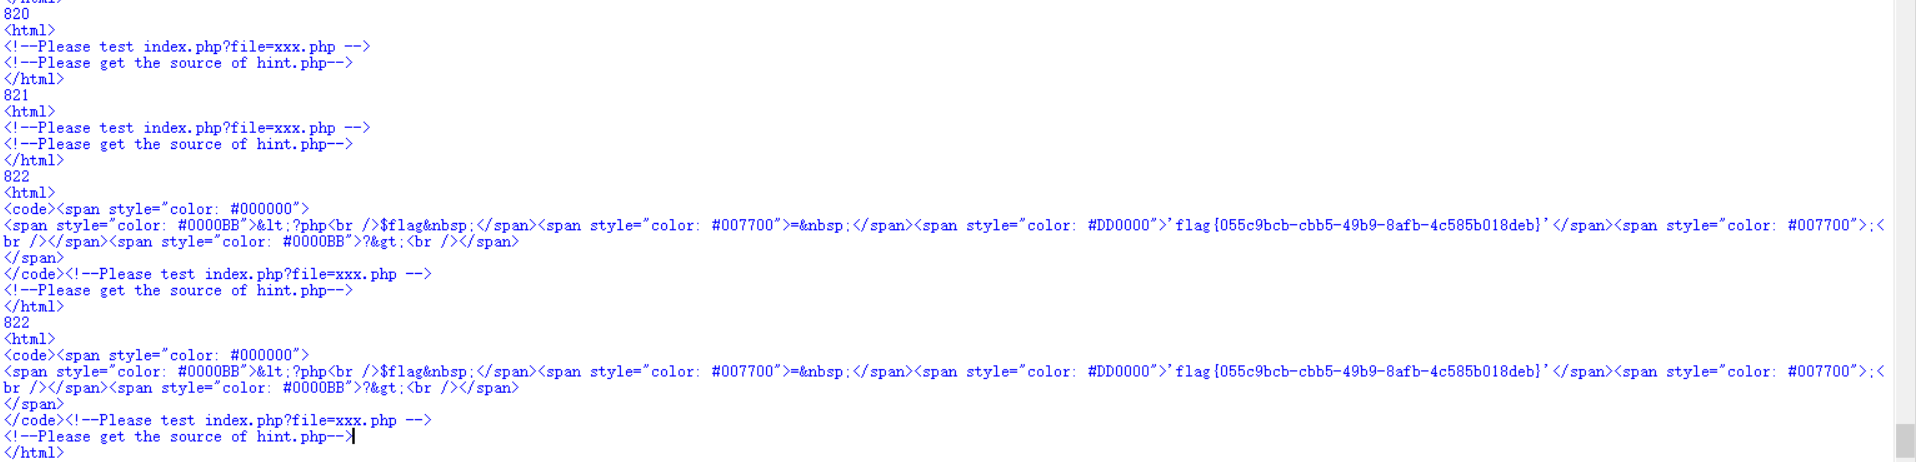 </html>
820
<html>
<!--Please test index.php?file=xxx.php -->
<!--Please get the source of hint.php-->
</html>
821
<html>
<!--Please test index.php?file=xxx.php -->
<!--Please get the source of hint.php-->
</html>
822
<html>
<code><span style="color: #000000">
<span style="color: #0000BB">&lt;?php<br />$flag&nbsp;</span><span style="color: #007700">=&nbsp;</span><span style="color: #DD0000">'flag{055c9bcb-cbb5-49b9-8afb-4c585b018deb}'</span><span style="color: #007700">;<
br /></span><span style="color: #0000BB">?&gt;<br /></span>
</span>
</code><!--Please test index.php?file=xxx.php -->
<!--Please get the source of hint.php-->
</html>
822
<html>
<code><span style="color: #000000">
<span style="color: #0000BB">&lt;?php<br />$flag&nbsp;</span><span style="color: #007700">=&nbsp;</span><span style="color: #DD0000">'flag{055c9bcb-cbb5-49b9-8afb-4c585b018deb}'</span><span style="color: #007700">;<
br /></span><span style="color: #0000BB">?&gt;<br /></span>
</span>
</code><!--Please test index.php?file=xxx.php -->
<!--Please get the source of hint.php-->
</html>